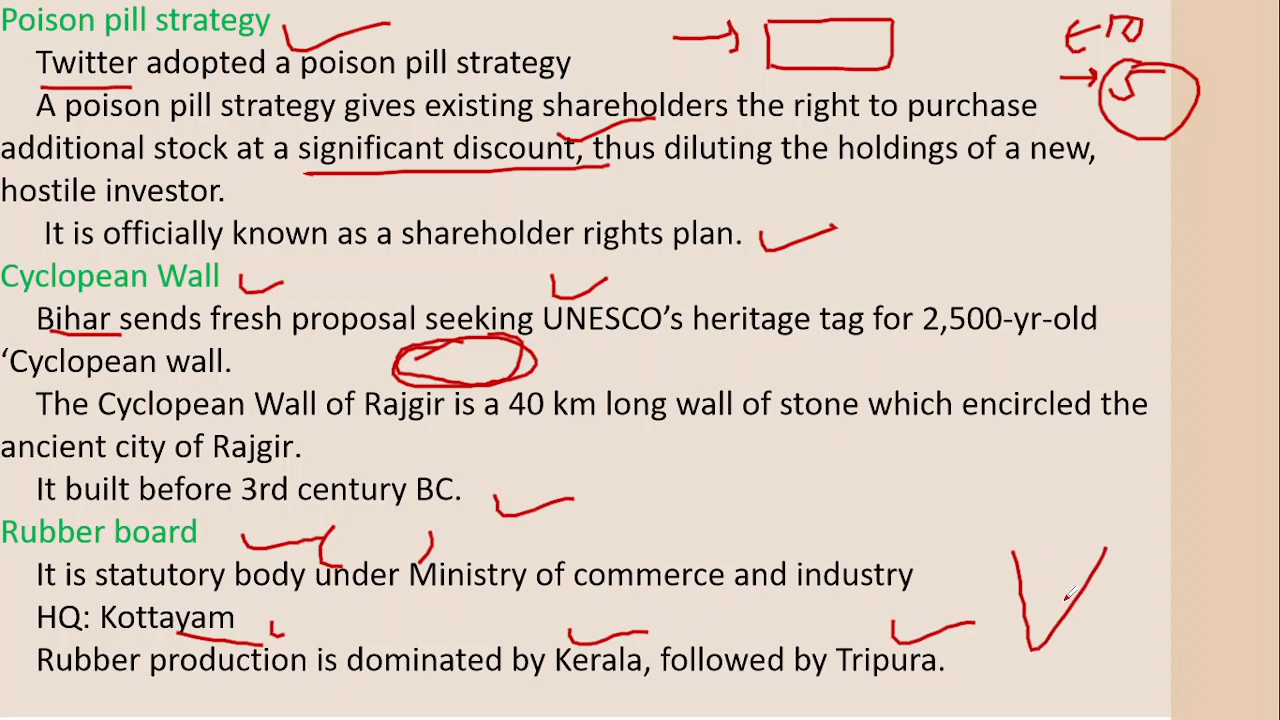 Poison pill strategy
Twitter adopted a poison pill strategy
A poison pill strategy gives existing shareholders the right to purchase
additional stock at a significant discount, thus diluting the holdings of a new,
hostile investor.
It is officially known as a shareholder rights plan.
Cyclopean Wall
Bihar sends fresh proposal seeking UNESCO's heritage tag for 2,500-yr-old
‘Cyclopean wall.
The Cyclopean Wall of Rajgir is a 40 km long wall of stone which encircled the
ancient city of Rajgir.
It built before 3rd century BC.
Rubber board
It is statutory body under Ministry of commerce and industry
HQ: Kottayam
Rubber production is dominated by Kerala, followed by Tripura.